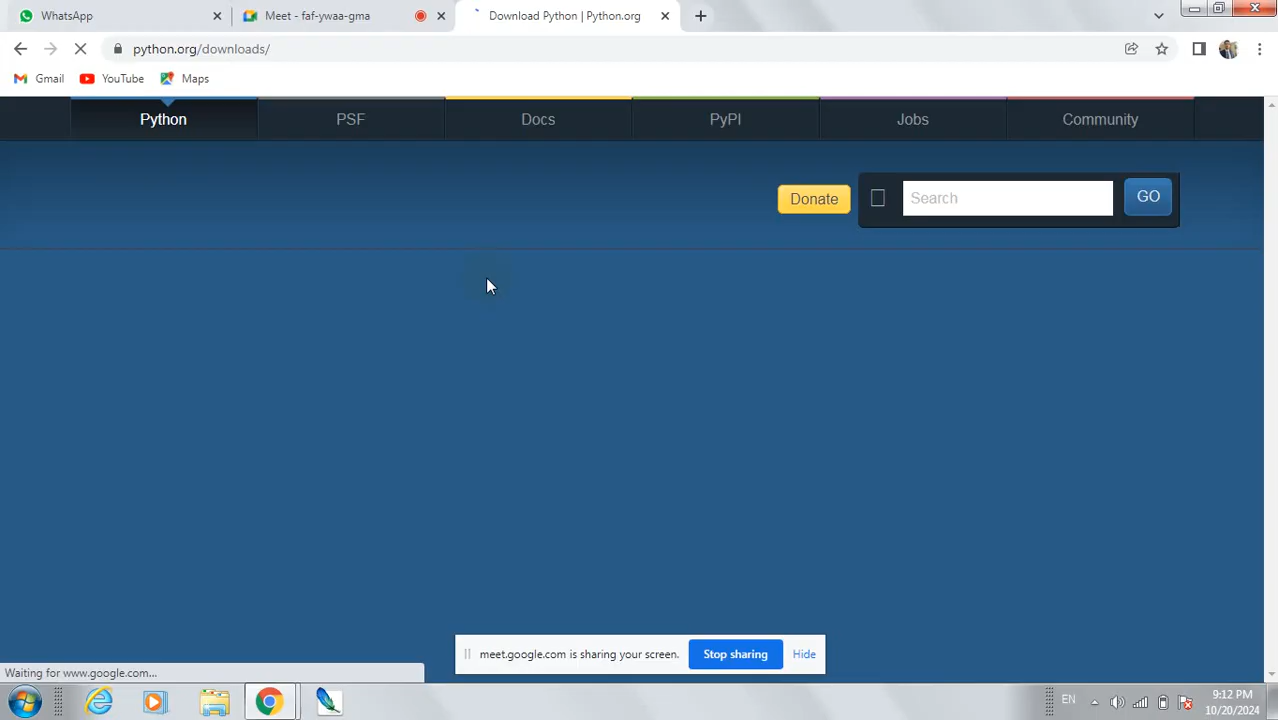 WhatsApp
Meet - faf-ywaa-gma
Download Python | Python.org
python.org/downloads/
Gmail
YouTube
Maps
Python
PSF
Docs
PyPI
Jobs
Community
Donate
Search
GO
meet.google.com is sharing your screen.
Stop sharing
Hide
Waiting for www.google.com...
EN
9:12 PM
10/20/2024